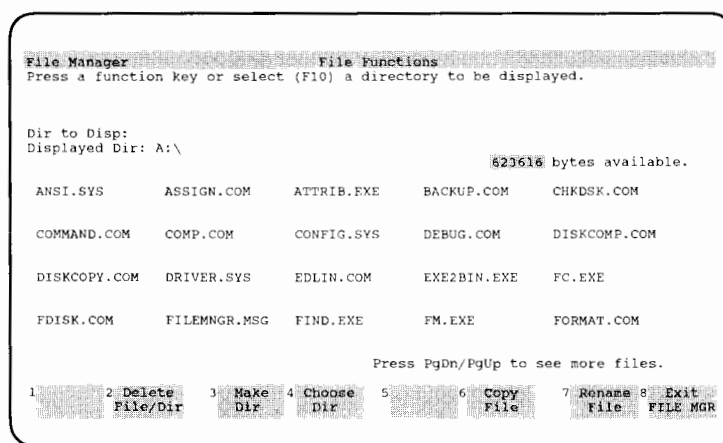 File Manager File Functions
Press a function key or select (F10) a directory to be displayed.
Dir to Disp:
Displayed Dir: A:\
623616 bytes available.
ANSI.SYS ASSIGN.COM ATTRIB.EXE BACKUP.COM CHKDSK.COM
COMMAND.COM COMP.COM CONFIG.SYS DEBUG.COM DISKCOMP.COM
DISKCOPY.COM DRIVER.SYS EDLIN.COM EXE2BIN.EXE FC.EXE
FDISK.COM FILEMNGR.MSG FIND.EXE FM.EXE FORMAT.COM
Press PgDn/PgUp to see more files.
1 2 Delete 3 Make 4 Choose 5 6 Copy 7 Rename 8 Exit
File/Dir Dir Dir File File FILE MGR